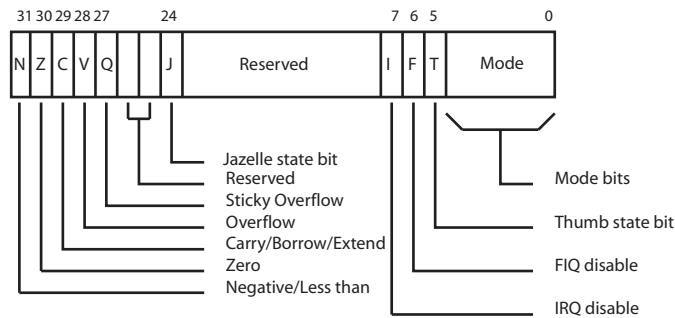 31 30 29 28 27 24 7 6 5 0
N Z C V Q J Reserved I F T Mode
Jazelle state bit
Reserved Mode bits
Sticky Overflow
Overflow Thumb state bit
Carry/Borrow/Extend
Zero FIQ disable
Negative/Less than
IRQ disable